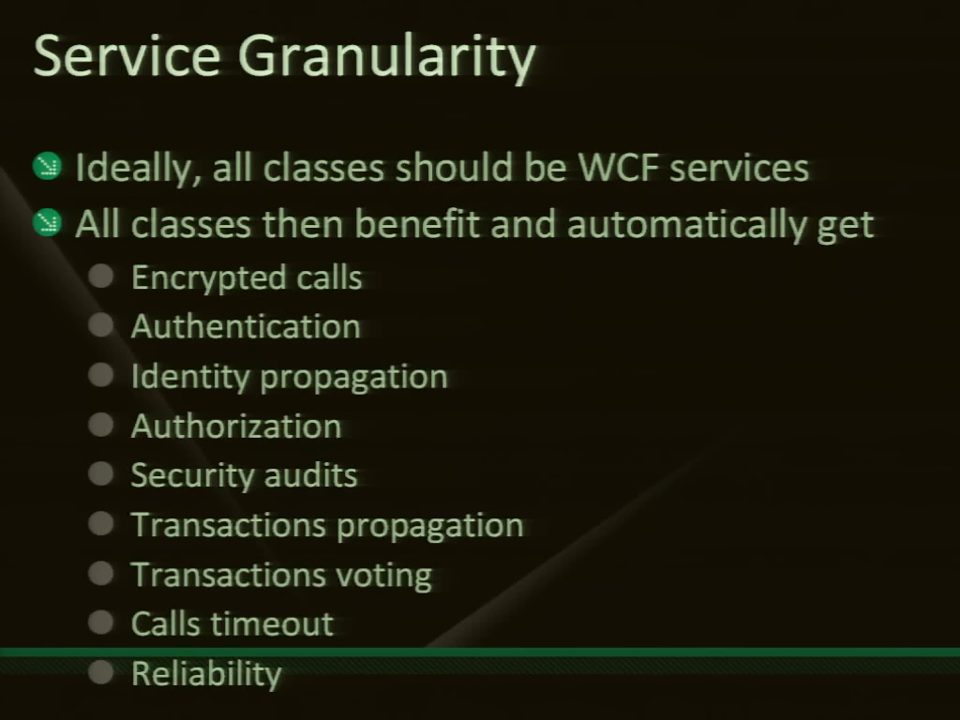 Service Granularity
Ideally, all classes should be WCF services
All classes then benefit and automatically get
Encrypted calls
Authentication
Identity propagation
Authorization
Security audits
Transactions propagation
Transactions voting
Calls timeout
Reliability